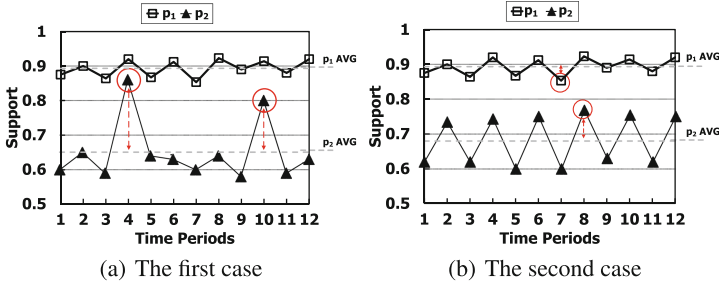 p1 p2
1
0.9
0.8
0.7
0.6
0.5
Support
p1 AVG
p2 AVG
1 2 3 4 5 6 7 8 9 10 11 12
Time Periods
(a) The first case
p1 p2
1
0.9
0.8
0.7
0.6
0.5
Support
p1 AVG
p2 AVG
1 2 3 4 5 6 7 8 9 10 11 12
Time Periods
(b) The second case